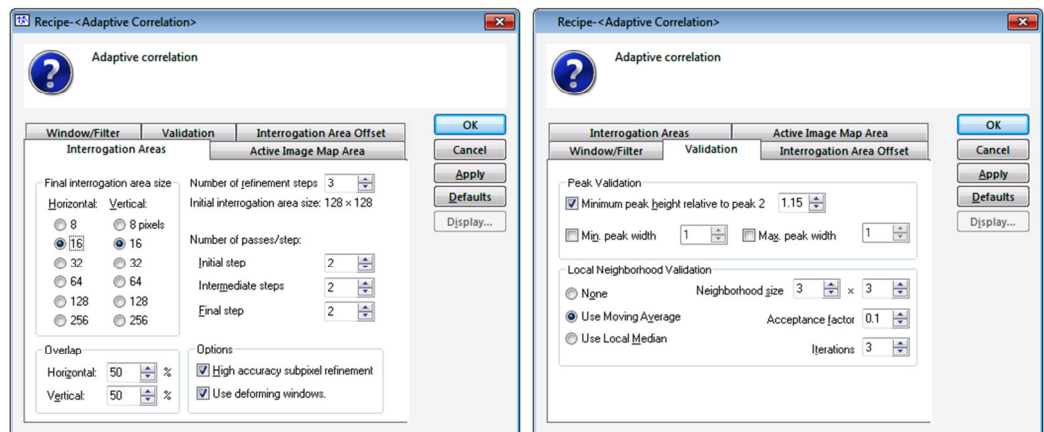 Recipe-<Adaptive Correlation>
Adaptive correlation
Window/Filter Validation Interrogation Area Offset
Interrogation Areas Active Image Map Area
Final interrogation area size
Horizontal: Vertical:
8 8 pixels
16 16
32 32
64 64
128 128
256 256
Number of refinement steps 3
Initial interrogation area size: 128 × 128
Number of passes/step:
Initial step 2
Intermediate steps 2
Final step 2
Overlap
Horizontal: 50 %
Vertical: 50 %
Options
High accuracy subpixel refinement
Use deforming windows.
OK
Cancel
Apply
Defaults
Display...
Recipe-<Adaptive Correlation>
Adaptive correlation
Interrogation Areas Active Image Map Area
Window/Filter Validation Interrogation Area Offset
Peak Validation
Minimum peak height relative to peak 2 1.15
Min. peak width 1 Max. peak width 1
Local Neighborhood Validation
None
Use Moving Average
Use Local Median
Neighborhood size 3 × 3
Acceptance factor 0.1
Iterations 3
OK
Cancel
Apply
Defaults
Display...